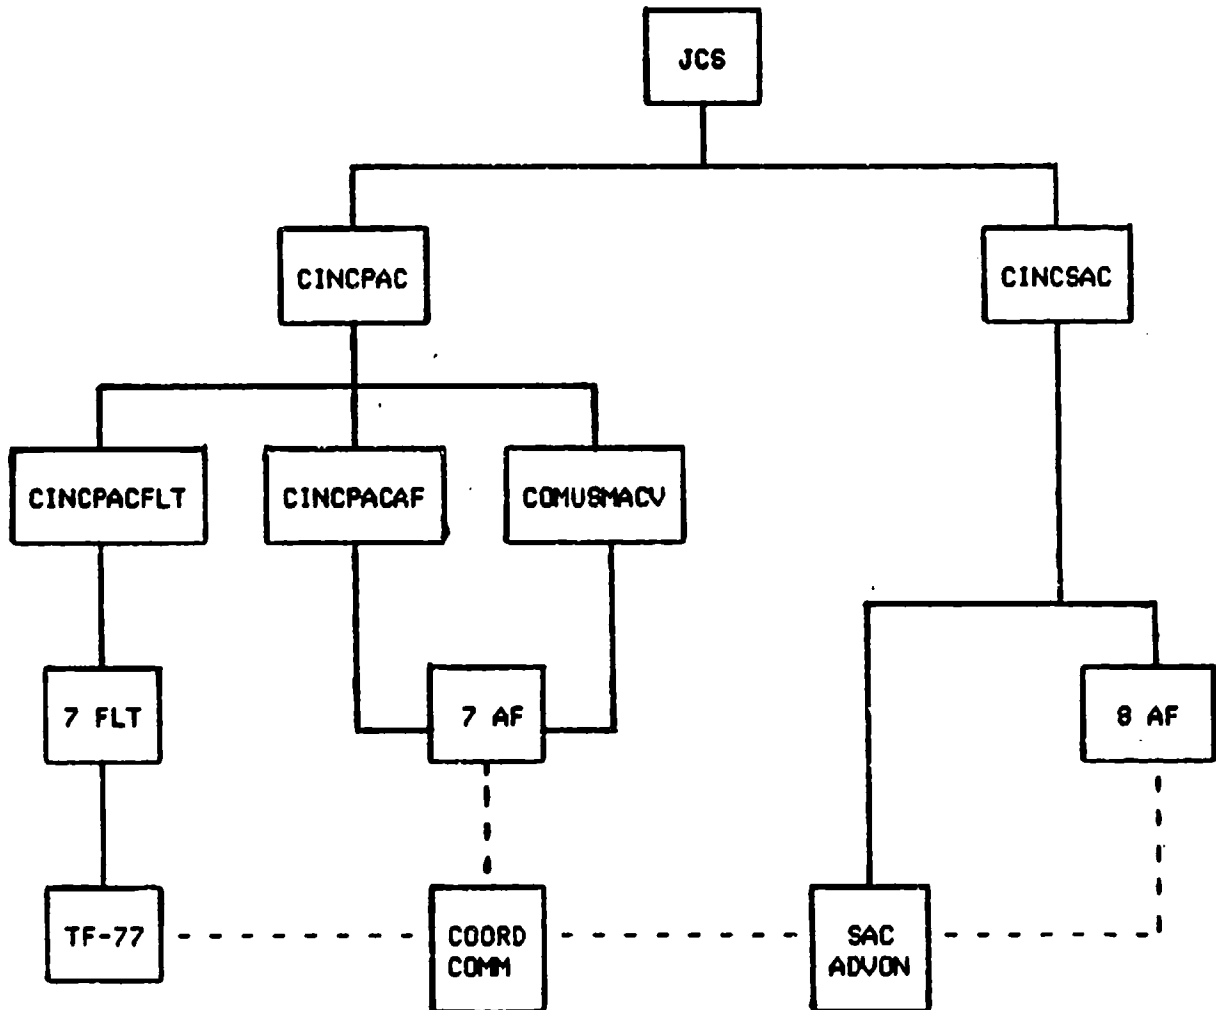 JCS
CINCPAC
CINCSAC
CINCPACFLT
CINCPACAF
COMUSMACV
7 FLT
7 AF
8 AF
TF-77
COORD
COMM
SAC
ADVON